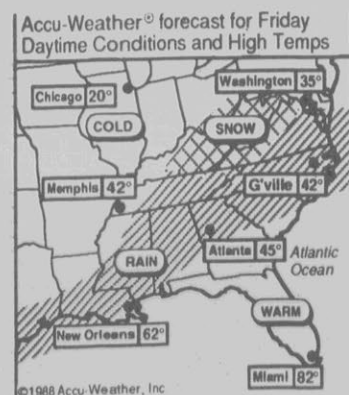 Accu-Weather® forecast for Friday
Daytime Conditions and High Temps
Washington 35°
Chicago 20°
COLD
SNOW
Memphis 42°
G'ville 42°
Atlanta 45°
Atlantic
Ocean
RAIN
WARM
New Orleans 62°
Miami 82°
©1988 Accu-Weather, Inc